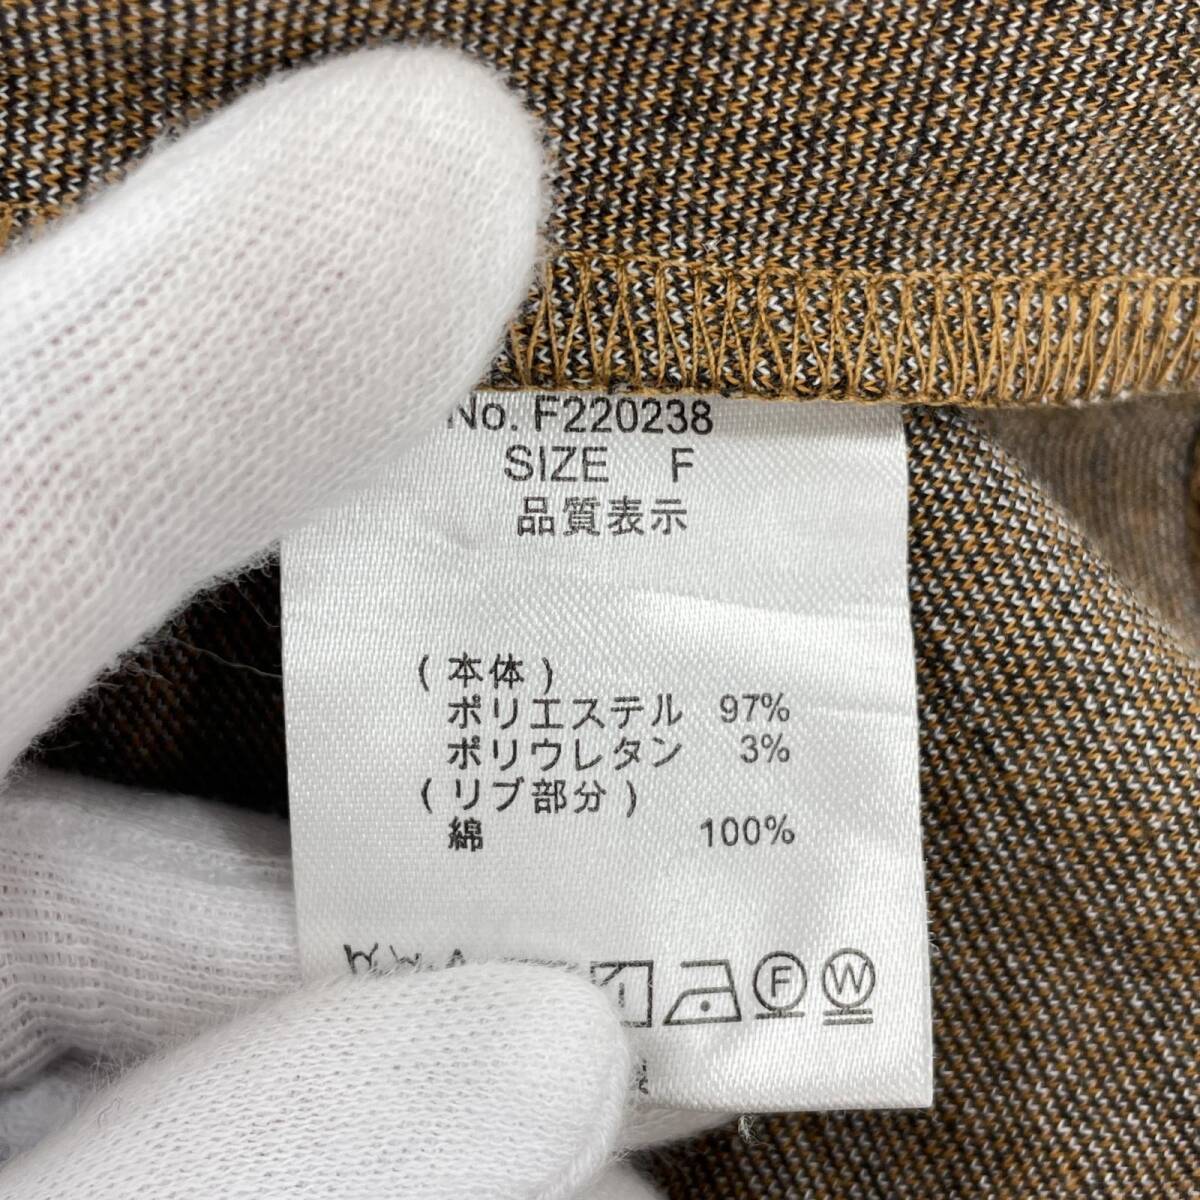 No. F220238
SIZE F
品質表示
(本体)
ポリエステル 97%
ポリウレタン 3%
(リブ部分)
綿 100%
F W